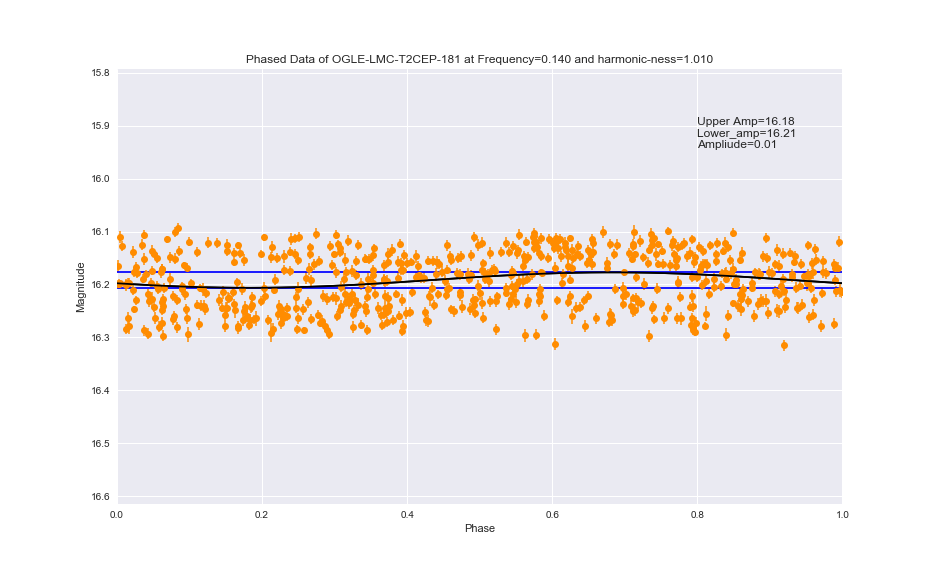 Phased Data of OGLE-LMC-T2CEP-181 at Frequency=0.140 and harmonic-ness=1.010
15.8
15.9
16.0
16.1
16.2
16.3
16.4
16.5
16.6
Magnitude
Upper Amp=16.18
Lower_amp=16.21
Ampliude=0.01
0.0
0.2
0.4
0.6
0.8
1.0
Phase